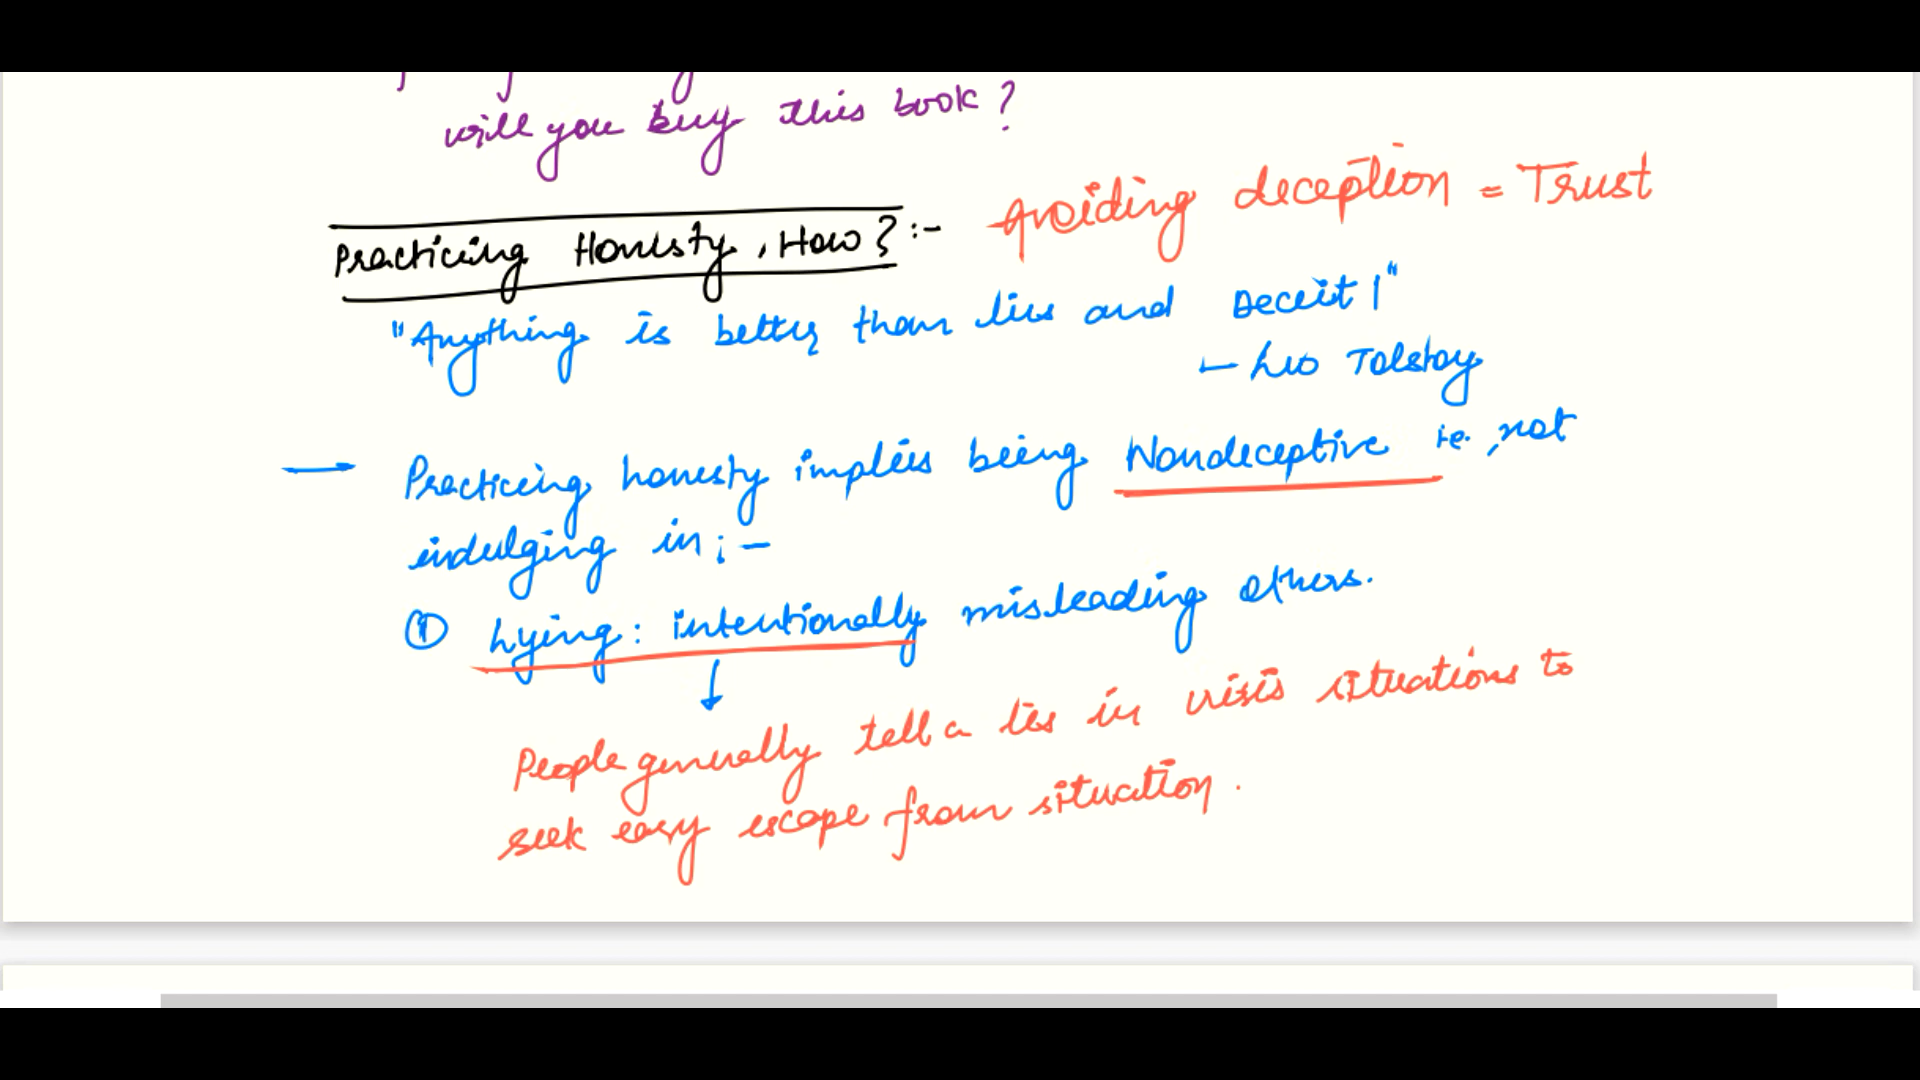 will you buy this book?
Practicing Honesty, How? :- Avoiding deception = Trust
"Anything is better than lies and Deceit!"
- Leo Tolstoy
→ Practicing honesty implies being Nondeceptive i.e., not
indulging in :-
① Lying: intentionally misleading others.
↓
People generally tell a lies in crisis situations to
seek easy escape from situation.